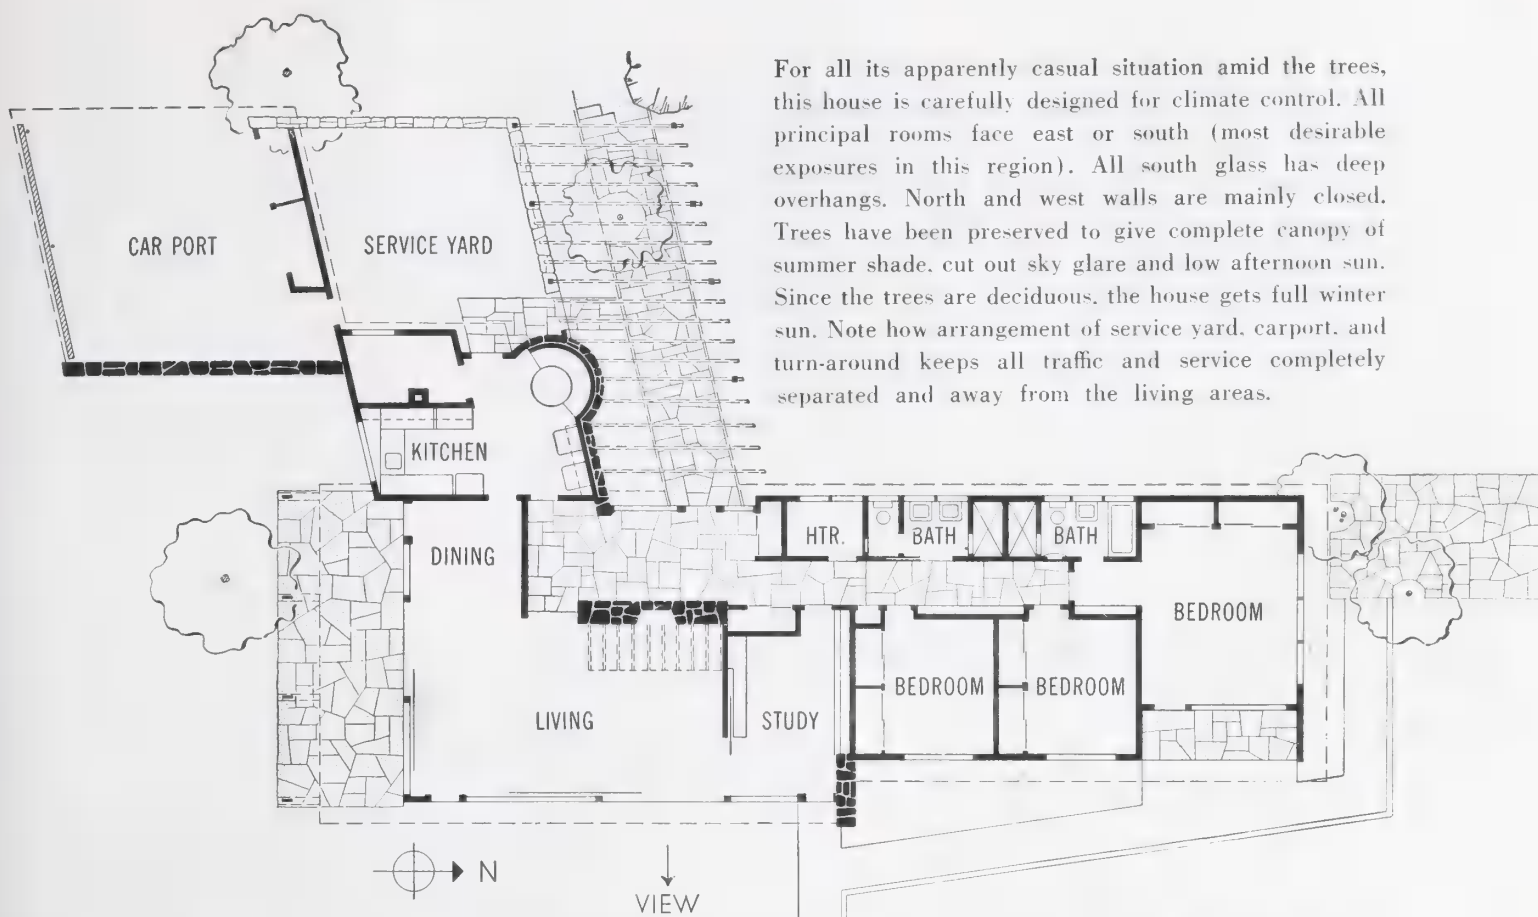 For all its apparently casual situation amid the trees,
this house is carefully designed for climate control. All
principal rooms face east or south (most desirable
exposures in this region). All south glass has deep
overhangs. North and west walls are mainly closed.
Trees have been preserved to give complete canopy of
summer shade. cut out sky glare and low afternoon sun.
Since the trees are deciduous. the house gets full winter
sun. Note how arrangement of service yard. carport. and
turn-around keeps all traffic and service completely
separated and away from the living areas.
CAR PORT
SERVICE YARD
KITCHEN
DINING
HTR.
BATH
BATH
BEDROOM
BEDROOM
BEDROOM
LIVING
STUDY
N
VIEW